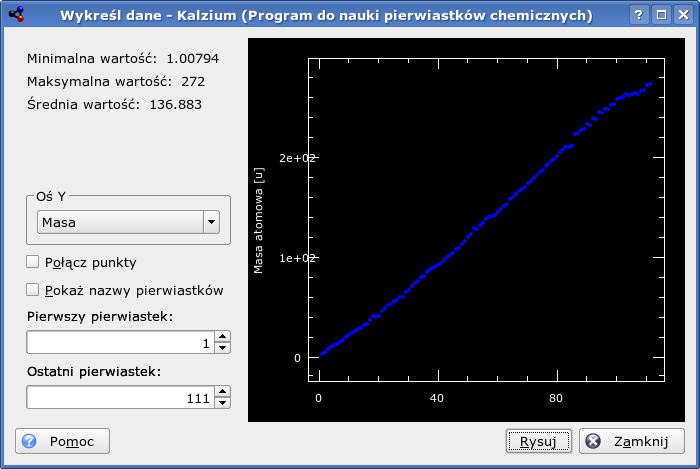 Wykreśl dane - Kalzium (Program do nauki pierwiastków chemicznych)
Minimalna wartość: 1.00794
Maksymalna wartość: 272
Średnia wartość: 136.883
Oś Y
Masa
Połącz punkty
Pokaż nazwy pierwiastków
Pierwszy pierwiastek:
1
Ostatni pierwiastek:
111
Masa atomowa [u]
2e+02
1e+02
0
0 40 80
Pomoc
Rysuj
Zamknij